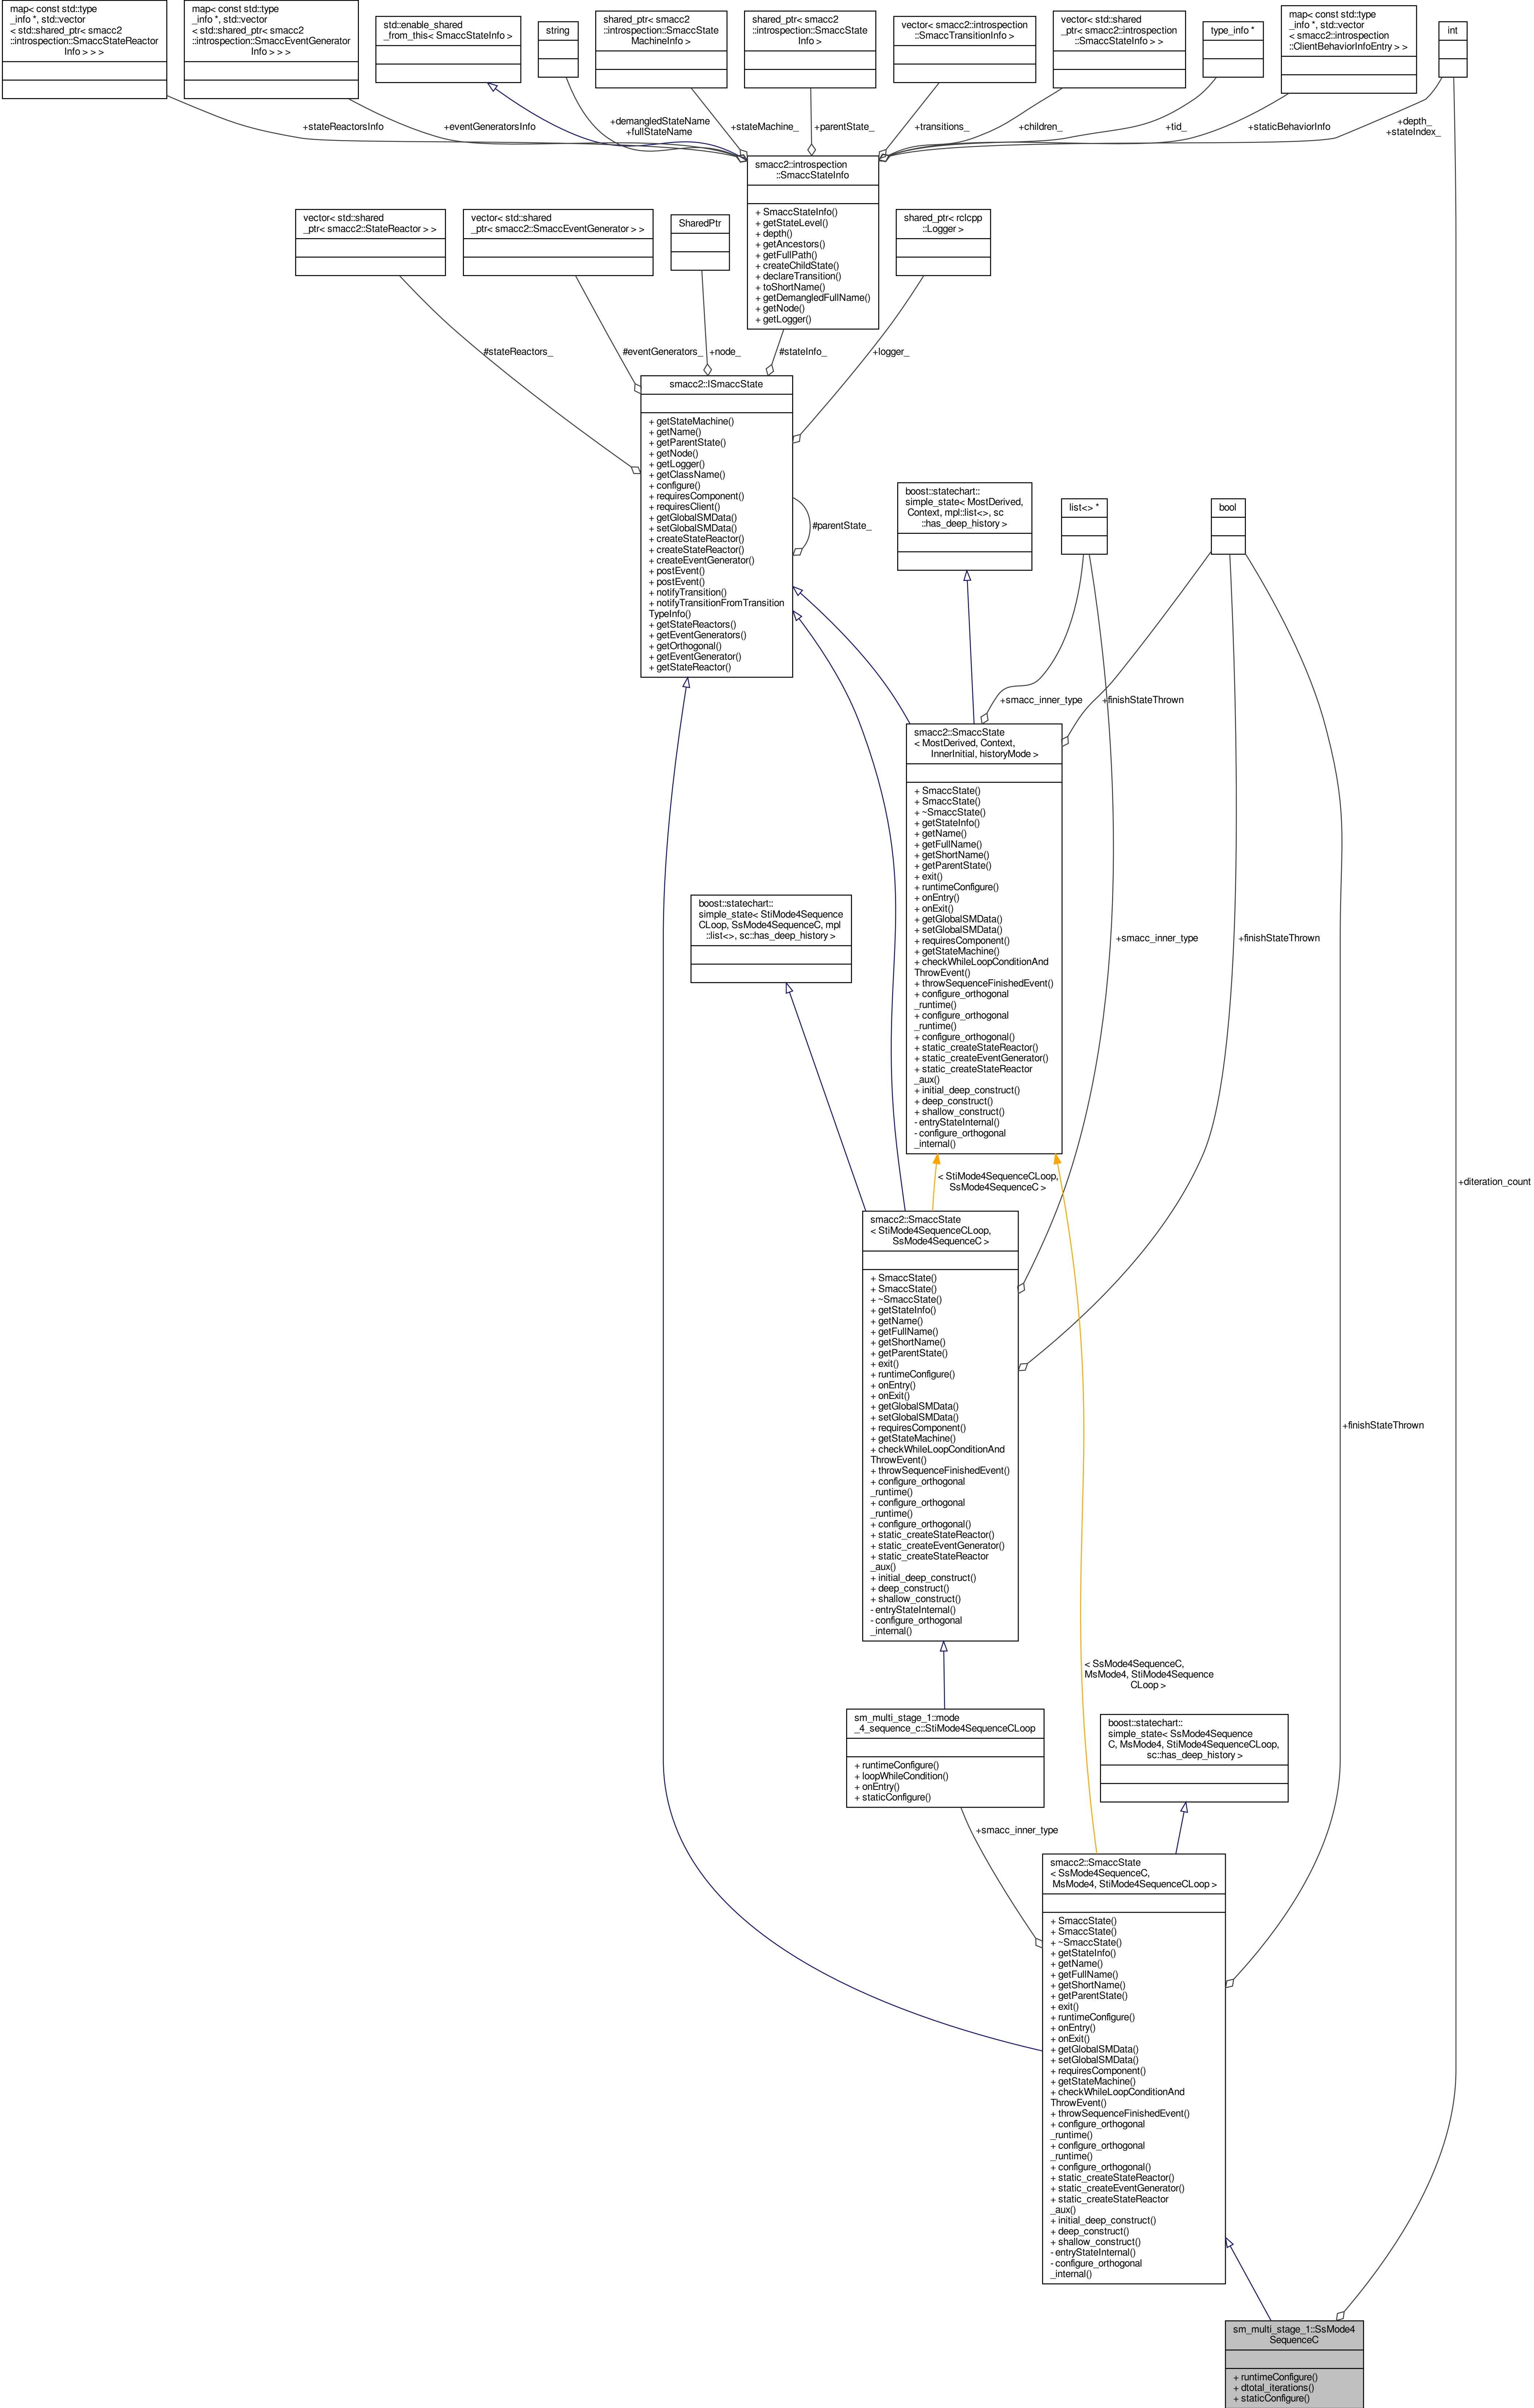 map< const std::type
_info *, std::vector
< std::shared_ptr< smacc2
::introspection::SmaccStateReactor
Info > > >
map< const std::type
_info *, std::vector
< std::shared_ptr< smacc2
::introspection::SmaccEventGenerator
Info > > >
std::enable_shared
_from_this< SmaccStateInfo >
string
shared_ptr< smacc2
::introspection::SmaccState
MachineInfo >
shared_ptr< smacc2
::introspection::SmaccState
Info >
vector< smacc2::introspection
::SmaccTransitionInfo >
vector< std::shared
_ptr< smacc2::introspection
::SmaccStateInfo > >
type_info *
map< const std::type
_info *, std::vector
< smacc2::introspection
::ClientBehaviorInfoEntry > >
int
+stateReactorsInfo
+eventGeneratorsInfo
+demangledStateName
+fullStateName
+stateMachine_
+parentState_
+transitions_
+children_
+tid_
+staticBehaviorInfo
+depth_
+stateIndex_
smacc2::introspection
::SmaccStateInfo
+ SmaccStateInfo()
+ getStateLevel()
+ depth()
+ getAncestors()
+ getFullPath()
+ createChildState()
+ declareTransition()
+ toShortName()
+ getDemangledFullName()
+ getNode()
+ getLogger()
vector< std::shared
_ptr< smacc2::StateReactor > >
vector< std::shared
_ptr< smacc2::SmaccEventGenerator > >
SharedPtr
shared_ptr< rclcpp
::Logger >
#stateReactors_
#eventGenerators_
+node_
#stateInfo_
+logger_
smacc2::ISmaccState
+ getStateMachine()
+ getName()
+ getParentState()
+ getNode()
+ getLogger()
+ getClassName()
+ configure()
+ requiresComponent()
+ requiresClient()
+ getGlobalSMData()
+ setGlobalSMData()
+ createStateReactor()
+ createStateReactor()
+ createEventGenerator()
+ postEvent()
+ postEvent()
+ notifyTransition()
+ notifyTransitionFromTransition
TypeInfo()
+ getStateReactors()
+ getEventGenerators()
+ getOrthogonal()
+ getEventGenerator()
+ getStateReactor()
#parentState_
boost::statechart::
simple_state< MostDerived,
Context, mpl::list<>, sc
::has_deep_history >
list<> *
bool
+smacc_inner_type
+finishStateThrown
smacc2::SmaccState
< MostDerived, Context,
InnerInitial, historyMode >
+ SmaccState()
+ SmaccState()
+ ~SmaccState()
+ getStateInfo()
+ getName()
+ getFullName()
+ getShortName()
+ getParentState()
+ exit()
+ runtimeConfigure()
+ onEntry()
+ onExit()
+ getGlobalSMData()
+ setGlobalSMData()
+ requiresComponent()
+ getStateMachine()
+ checkWhileLoopConditionAnd
ThrowEvent()
+ throwSequenceFinishedEvent()
+ configure_orthogonal
_runtime()
+ configure_orthogonal
_runtime()
+ configure_orthogonal()
+ static_createStateReactor()
+ static_createEventGenerator()
+ static_createStateReactor
_aux()
+ initial_deep_construct()
+ deep_construct()
+ shallow_construct()
- entryStateInternal()
- configure_orthogonal
_internal()
boost::statechart::
simple_state< StiMode4Sequence
CLoop, SsMode4SequenceC, mpl
::list<>, sc::has_deep_history >
+smacc_inner_type
+finishStateThrown
< StiMode4SequenceCLoop,
SsMode4SequenceC >
+diteration_count
smacc2::SmaccState
< StiMode4SequenceCLoop,
SsMode4SequenceC >
+ SmaccState()
+ SmaccState()
+ ~SmaccState()
+ getStateInfo()
+ getName()
+ getFullName()
+ getShortName()
+ getParentState()
+ exit()
+ runtimeConfigure()
+ onEntry()
+ onExit()
+ getGlobalSMData()
+ setGlobalSMData()
+ requiresComponent()
+ getStateMachine()
+ checkWhileLoopConditionAnd
ThrowEvent()
+ throwSequenceFinishedEvent()
+ configure_orthogonal
_runtime()
+ configure_orthogonal
_runtime()
+ configure_orthogonal()
+ static_createStateReactor()
+ static_createEventGenerator()
+ static_createStateReactor
_aux()
+ initial_deep_construct()
+ deep_construct()
+ shallow_construct()
- entryStateInternal()
- configure_orthogonal
_internal()
+finishStateThrown
< SsMode4SequenceC,
MsMode4, StiMode4Sequence
CLoop >
sm_multi_stage_1::mode
_4_sequence_c::StiMode4SequenceCLoop
+ runtimeConfigure()
+ loopWhileCondition()
+ onEntry()
+ staticConfigure()
boost::statechart::
simple_state< SsMode4Sequence
C, MsMode4, StiMode4SequenceCLoop,
sc::has_deep_history >
+smacc_inner_type
smacc2::SmaccState
< SsMode4SequenceC,
MsMode4, StiMode4SequenceCLoop >
+ SmaccState()
+ SmaccState()
+ ~SmaccState()
+ getStateInfo()
+ getName()
+ getFullName()
+ getShortName()
+ getParentState()
+ exit()
+ runtimeConfigure()
+ onEntry()
+ onExit()
+ getGlobalSMData()
+ setGlobalSMData()
+ requiresComponent()
+ getStateMachine()
+ checkWhileLoopConditionAnd
ThrowEvent()
+ throwSequenceFinishedEvent()
+ configure_orthogonal
_runtime()
+ configure_orthogonal
_runtime()
+ configure_orthogonal()
+ static_createStateReactor()
+ static_createEventGenerator()
+ static_createStateReactor
_aux()
+ initial_deep_construct()
+ deep_construct()
+ shallow_construct()
- entryStateInternal()
- configure_orthogonal
_internal()
sm_multi_stage_1::SsMode4
SequenceC
+ runtimeConfigure()
+ dtotal_iterations()
+ staticConfigure()